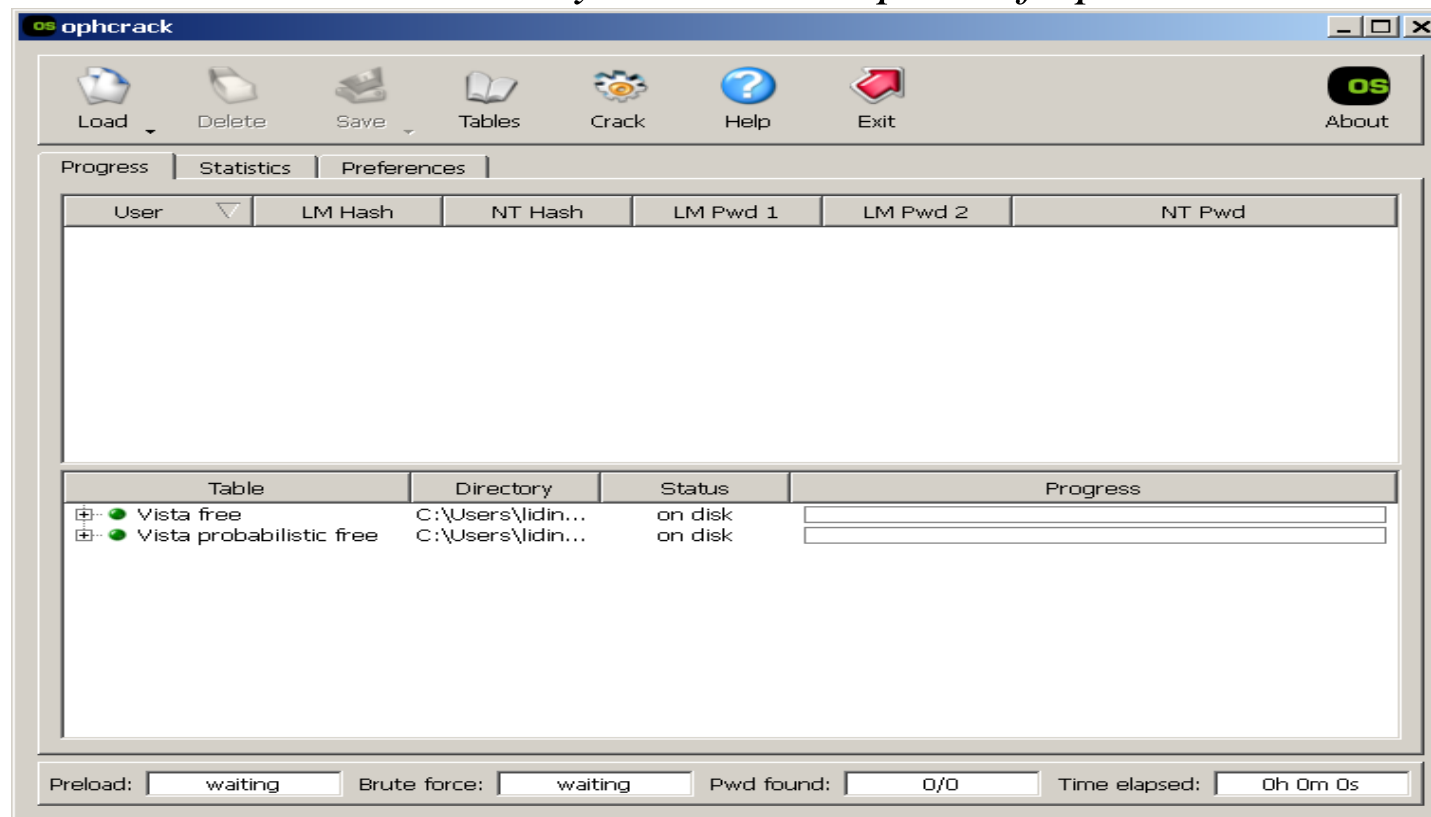 os ophcrack
Load Delete Save Tables Crack Help Exit OS About
Progress Statistics Preferences
User LM Hash NT Hash LM Pwd 1 LM Pwd 2 NT Pwd
Table Directory Status Progress
Vista free C:\Users\lidin... on disk
Vista probabilistic free C:\Users\lidin... on disk
Preload: waiting Brute force: waiting Pwd found: 0/0 Time elapsed: 0h 0m 0s